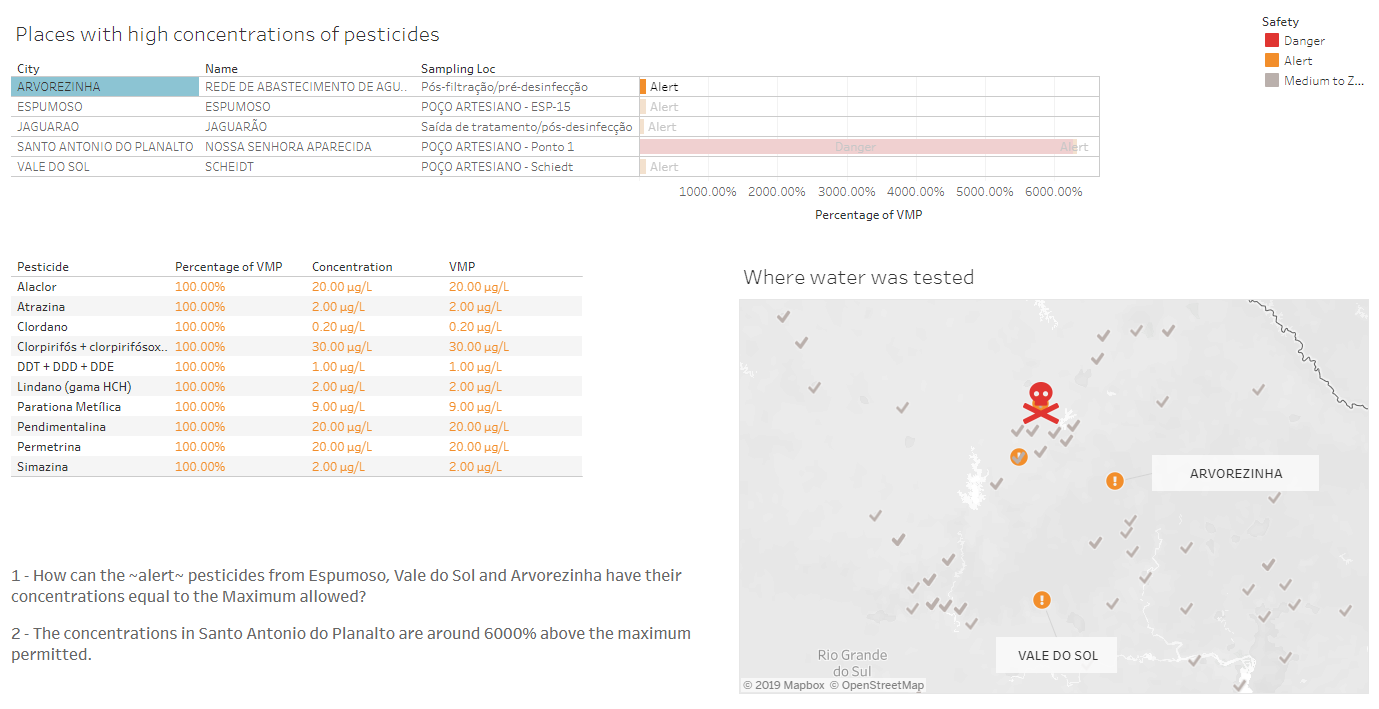 Places with high concentrations of pesticides
Safety
Danger
Alert
Medium to Z...
City Name Sampling Loc
ARVOREZINHA REDE DE ABASTECIMENTO DE AGU.. Pós-filtração/pré-desinfecção Alert
ESPUMOSO ESPUMOSO POÇO ARTESIANO - ESP-15 Alert
JAGUARAO JAGUARÃO Saída de tratamento/pós-desinfecção Alert
SANTO ANTONIO DO PLANALTO NOSSA SENHORA APARECIDA POÇO ARTESIANO - Ponto 1 Danger Alert
VALE DO SOL SCHEIDT POÇO ARTESIANO - Schiedt Alert
1000.00% 2000.00% 3000.00% 4000.00% 5000.00% 6000.00%
Percentage of VMP
Pesticide Percentage of VMP Concentration VMP
Alaclor 100.00% 20.00 µg/L 20.00 µg/L
Atrazina 100.00% 2.00 µg/L 2.00 µg/L
Clordano 100.00% 0.20 µg/L 0.20 µg/L
Clorpirifós + clorpirifósox.. 100.00% 30.00 µg/L 30.00 µg/L
DDT + DDD + DDE 100.00% 1.00 µg/L 1.00 µg/L
Lindano (gama HCH) 100.00% 2.00 µg/L 2.00 µg/L
Parationa Metílica 100.00% 9.00 µg/L 9.00 µg/L
Pendimentalina 100.00% 20.00 µg/L 20.00 µg/L
Permetrina 100.00% 20.00 µg/L 20.00 µg/L
Simazina 100.00% 2.00 µg/L 2.00 µg/L
Where water was tested
ARVOREZINHA
VALE DO SOL
Rio Grande
do Sul
© 2019 Mapbox © OpenStreetMap
1 - How can the ~alert~ pesticides from Espumoso, Vale do Sol and Arvorezinha have their
concentrations equal to the Maximum allowed?
2 - The concentrations in Santo Antonio do Planalto are around 6000% above the maximum
permitted.